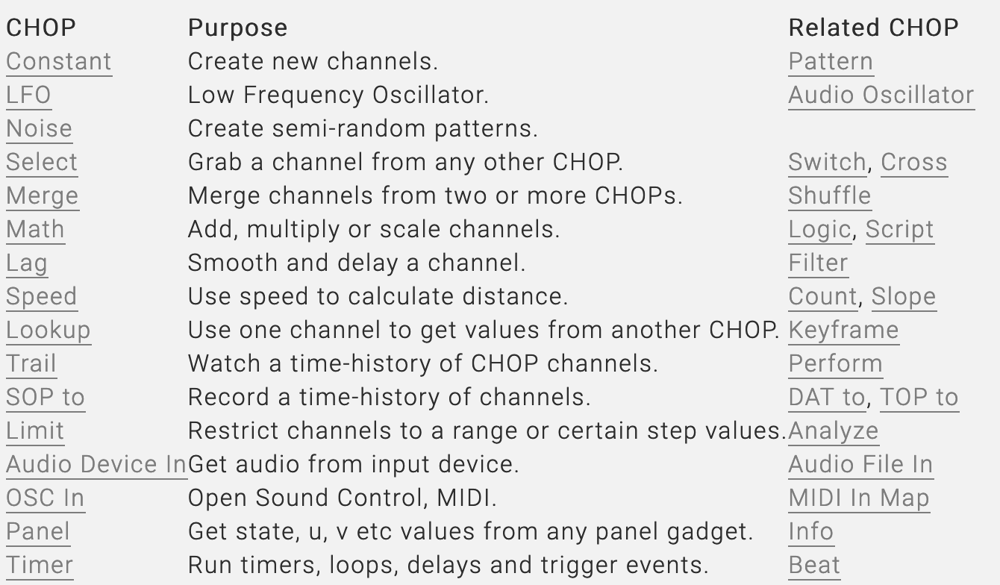 CHOP Purpose Related CHOP
Constant Create new channels. Pattern
LFO Low Frequency Oscillator. Audio Oscillator
Noise Create semi-random patterns.
Select Grab a channel from any other CHOP. Switch, Cross
Merge Merge channels from two or more CHOPs. Shuffle
Math Add, multiply or scale channels. Logic, Script
Lag Smooth and delay a channel. Filter
Speed Use speed to calculate distance. Count, Slope
Lookup Use one channel to get values from another CHOP. Keyframe
Trail Watch a time-history of CHOP channels. Perform
SOP to Record a time-history of channels. DAT to, TOP to
Limit Restrict channels to a range or certain step values. Analyze
Audio Device In Get audio from input device. Audio File In
OSC In Open Sound Control, MIDI. MIDI In Map
Panel Get state, u, v etc values from any panel gadget. Info
Timer Run timers, loops, delays and trigger events. Beat